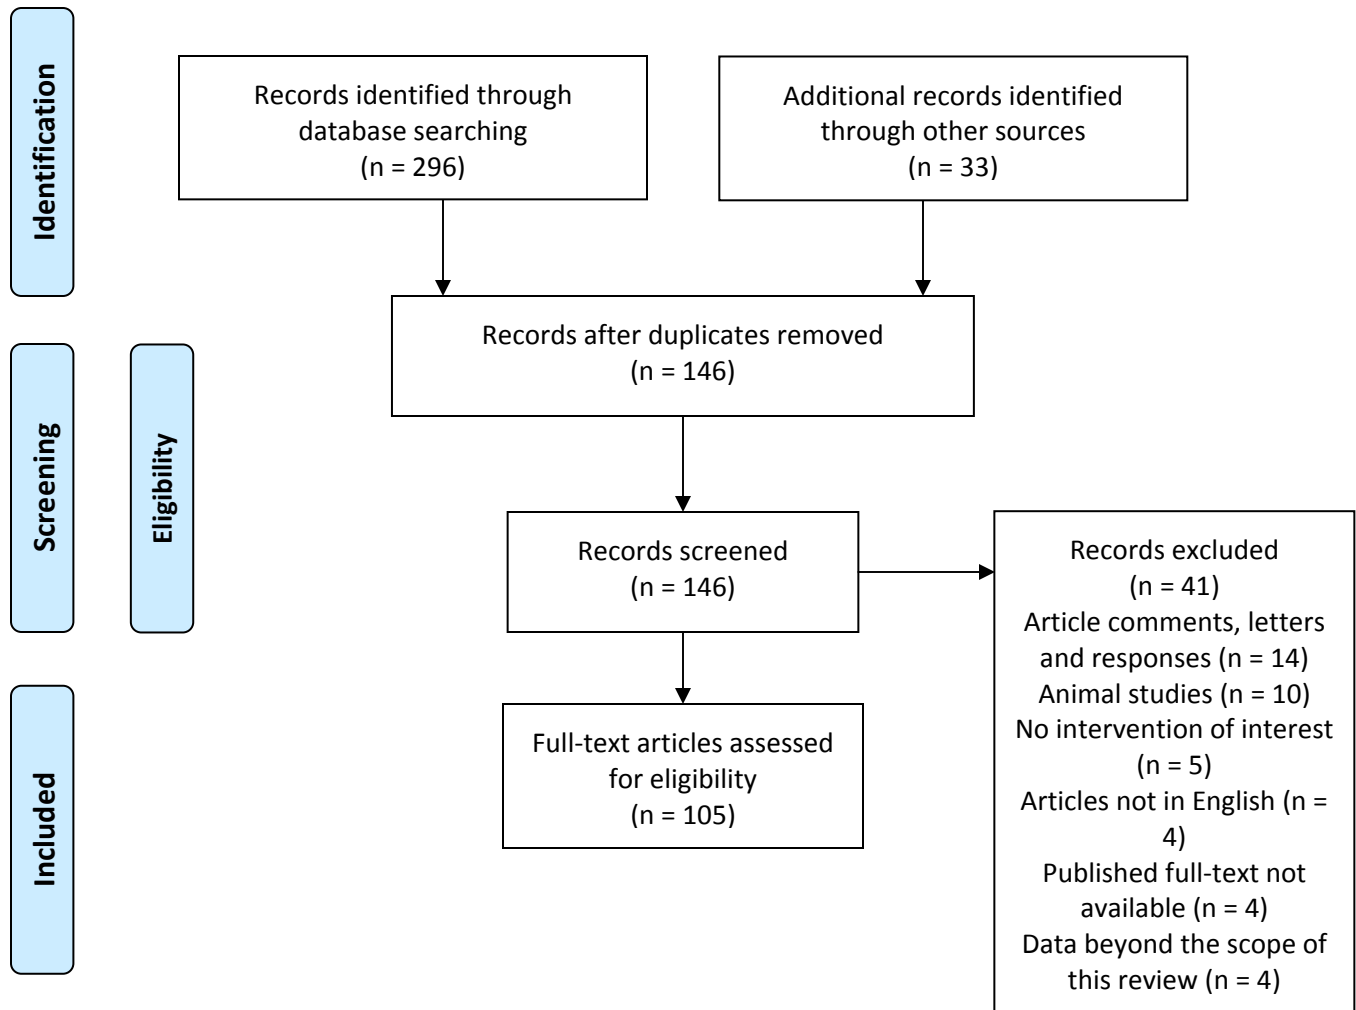 Identification
Records identified through
database searching
(n = 296)
Additional records identified
through other sources
(n = 33)
Records after duplicates removed
(n = 146)
Screening
Eligibility
Records screened
(n = 146)
Records excluded
(n = 41)
Article comments, letters
and responses (n = 14)
Animal studies (n = 10)
No intervention of interest
(n = 5)
Articles not in English (n =
4)
Published full-text not
available (n = 4)
Data beyond the scope of
this review (n = 4)
Included
Full-text articles assessed
for eligibility
(n = 105)